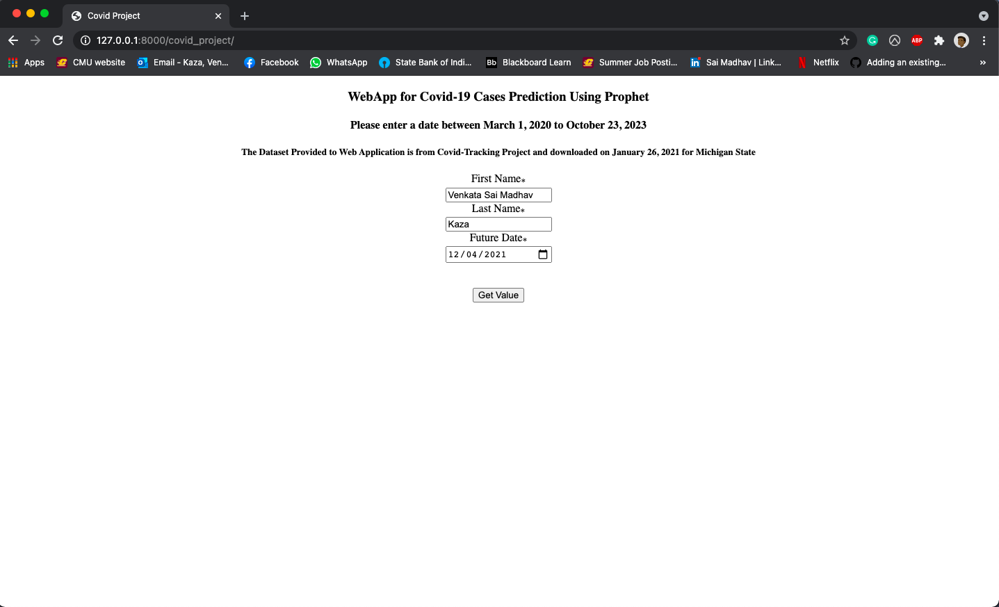 Covid Project
127.0.0.1:8000/covid_project/
ABP
Apps CMU website Email - Kaza, Ven... Facebook WhatsApp State Bank of Indi... Bb Blackboard Learn Summer Job Posti... in Sai Madhav | Link... Netflix Adding an existing... »
WebApp for Covid-19 Cases Prediction Using Prophet
Please enter a date between March 1, 2020 to October 23, 2023
The Dataset Provided to Web Application is from Covid-Tracking Project and downloaded on January 26, 2021 for Michigan State
First Name*
Venkata Sai Madhav
Last Name*
Kaza
Future Date*
12/04/2021
Get Value